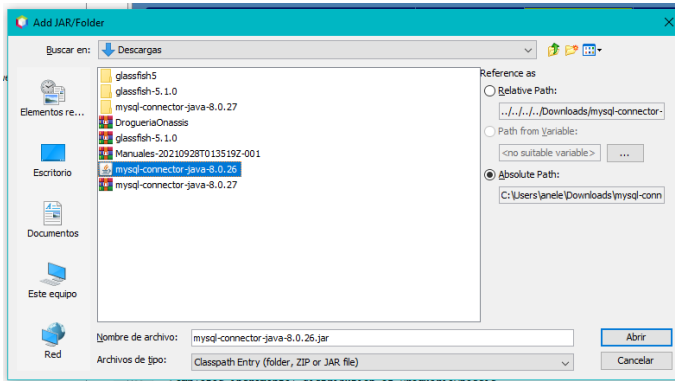 Add JAR/Folder
Buscar en:
Descargas
Elementos re...
Escritorio
Documentos
Este equipo
Red
glassfish5
glassfish-5.1.0
mysql-connector-java-8.0.27
DrogueriaOnassis
glassfish-5.1.0
Manuales-20210928T013519Z-001
mysql-connector-java-8.0.26
mysql-connector-java-8.0.27
Reference as
Relative Path:
../../../../Downloads/mysql-connector-
Path from Variable:
<no suitable variable>
...
Absolute Path:
C:\Users\anele\Downloads\mysql-conn
Nombre de archivo:
mysql-connector-java-8.0.26.jar
Abrir
Archivos de tipo:
Classpath Entry (folder, ZIP or JAR file)
Cancelar